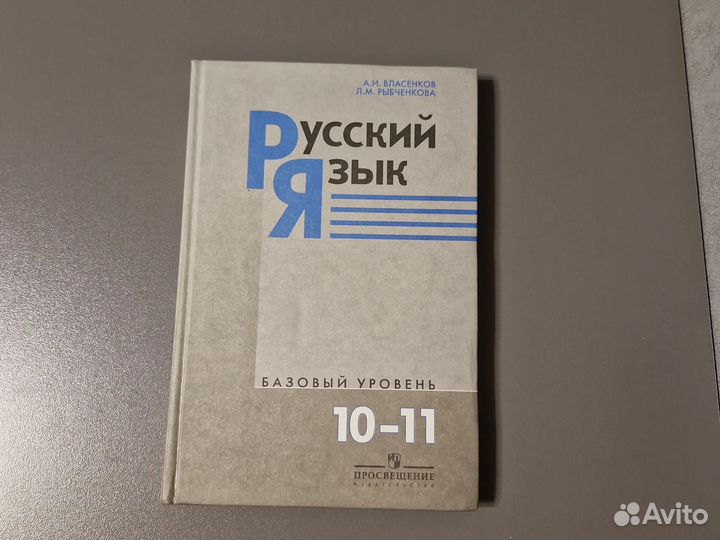 А.И. ВЛАСЕНКОВ
Л.М. РЫБЧЕНКОВА
РУССКИЙ
ЯЗЫК
БАЗОВЫЙ УРОВЕНЬ
10–11
ПРОСВЕЩЕНИЕ
ИЗДАТЕЛЬСТВО
Avito